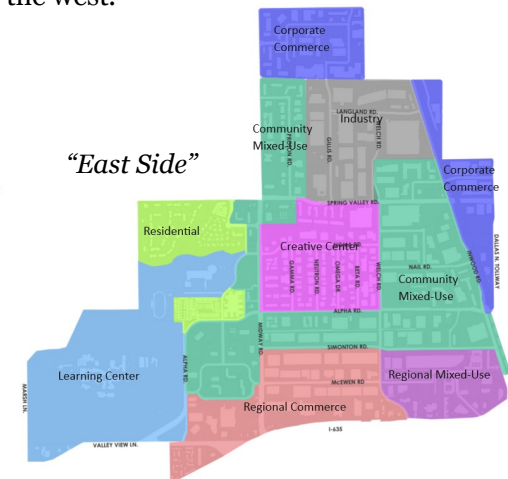 the west.
Corporate
Commerce
LANGLAND RD.
Industry
Community
Mixed-Use
GILLIS RD.
WELCH RD.
"East Side"
Corporate
Commerce
SPRING VALLEY RD.
Residential
Creative Center
DALLAS N. TOLLWAY
INWOOD RD
GAMMA RD.
NEUTRON RD.
OMEGA DR.
BETA RD.
WELCH RD.
NAIL RD.
Community
Mixed-Use
ALPHA RD.
MIDWAY RD.
SIMONTON RD.
ALPHA RD.
Learning Center
McEWEN RD
Regional Mixed-Use
MARSH LN.
Regional Commerce
I-635
VALLEY VIEW LN.